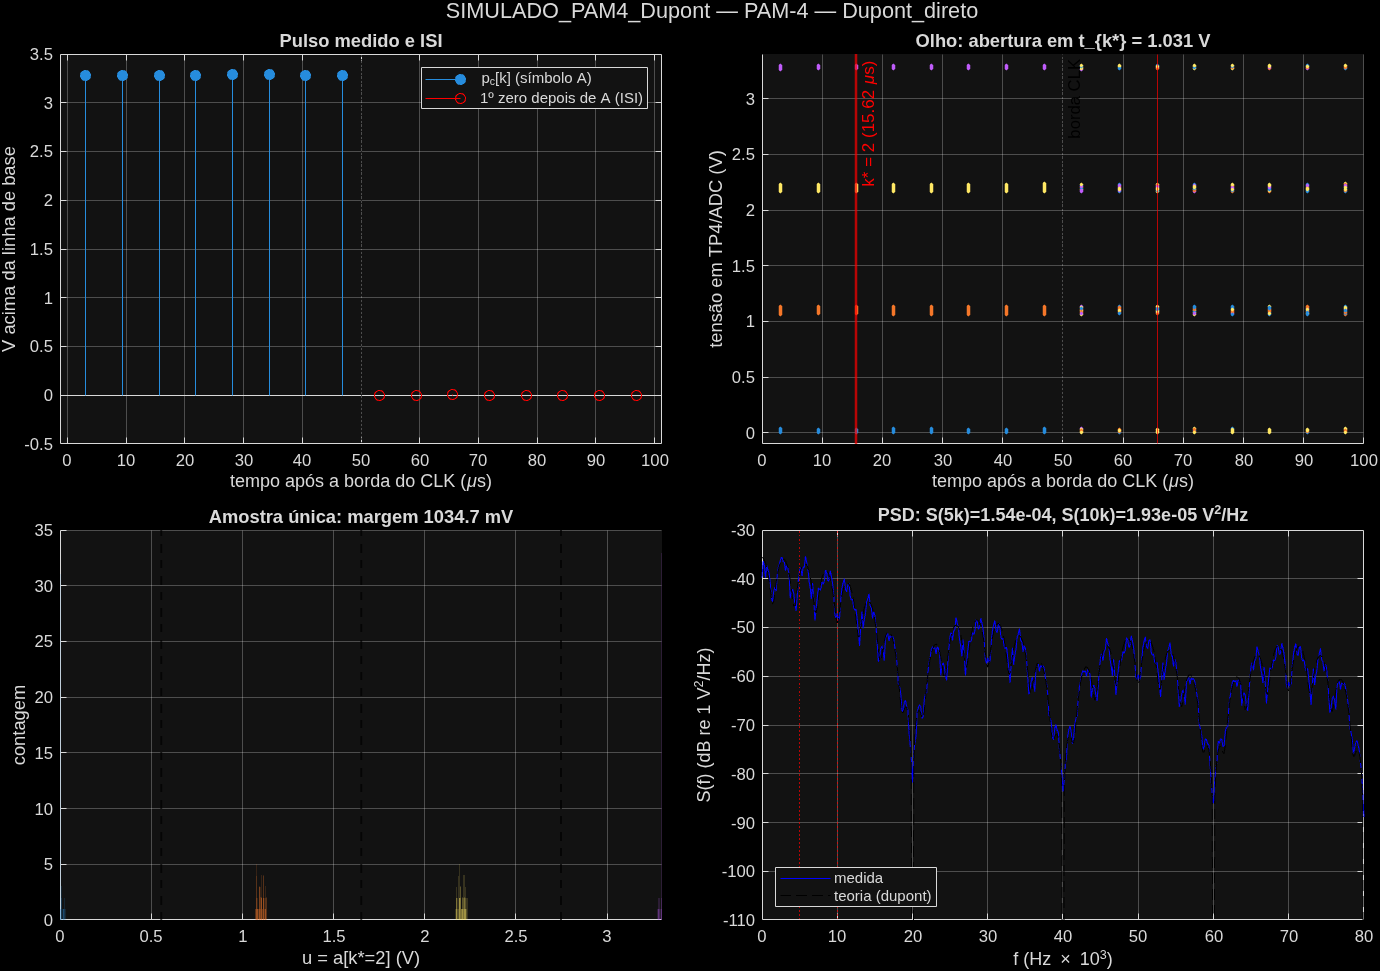 SIMULADO_PAM4_Dupont — PAM-4 — Dupont_direto
Pulso medido e ISI
V acima da linha de base
3.5
3
2.5
2
1.5
1
0.5
0
-0.5
p_c[k] (símbolo A)
1º zero depois de A (ISI)
0 10 20 30 40 50 60 70 80 90 100
tempo após a borda do CLK (μs)
Olho: abertura em t_{k*} = 1.031 V
tensão em TP4/ADC (V)
3
2.5
2
1.5
1
0.5
0
k* = 2 (15.62 μs)
borda CLK
0 10 20 30 40 50 60 70 80 90 100
tempo após a borda do CLK (μs)
Amostra única: margem 1034.7 mV
contagem
35
30
25
20
15
10
5
0
0 0.5 1 1.5 2 2.5 3
u = a[k*=2] (V)
PSD: S(5k)=1.54e-04, S(10k)=1.93e-05 V²/Hz
S(f) (dB re 1 V²/Hz)
-30
-40
-50
-60
-70
-80
-90
-100
-110
medida
teoria (dupont)
0 10 20 30 40 50 60 70 80
f (Hz × 10³)